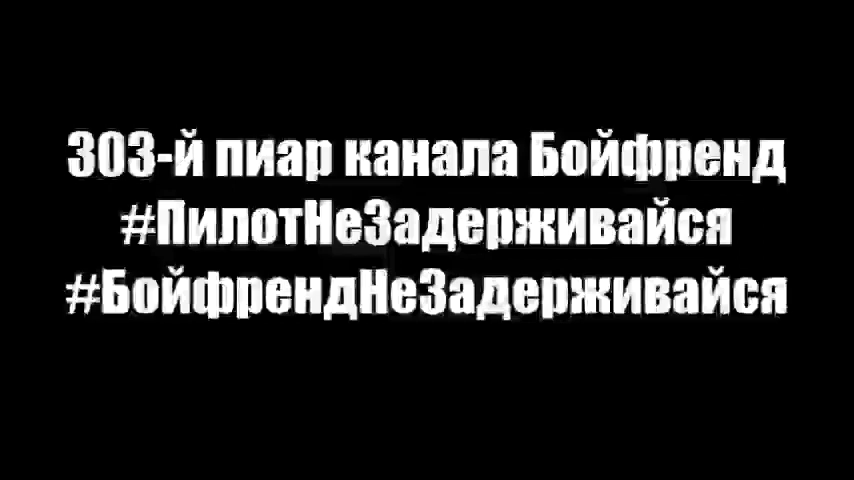 303-й пиар канала Бойфренд
#ПилотНеЗадерживайся
#БойфрендНеЗадерживайся